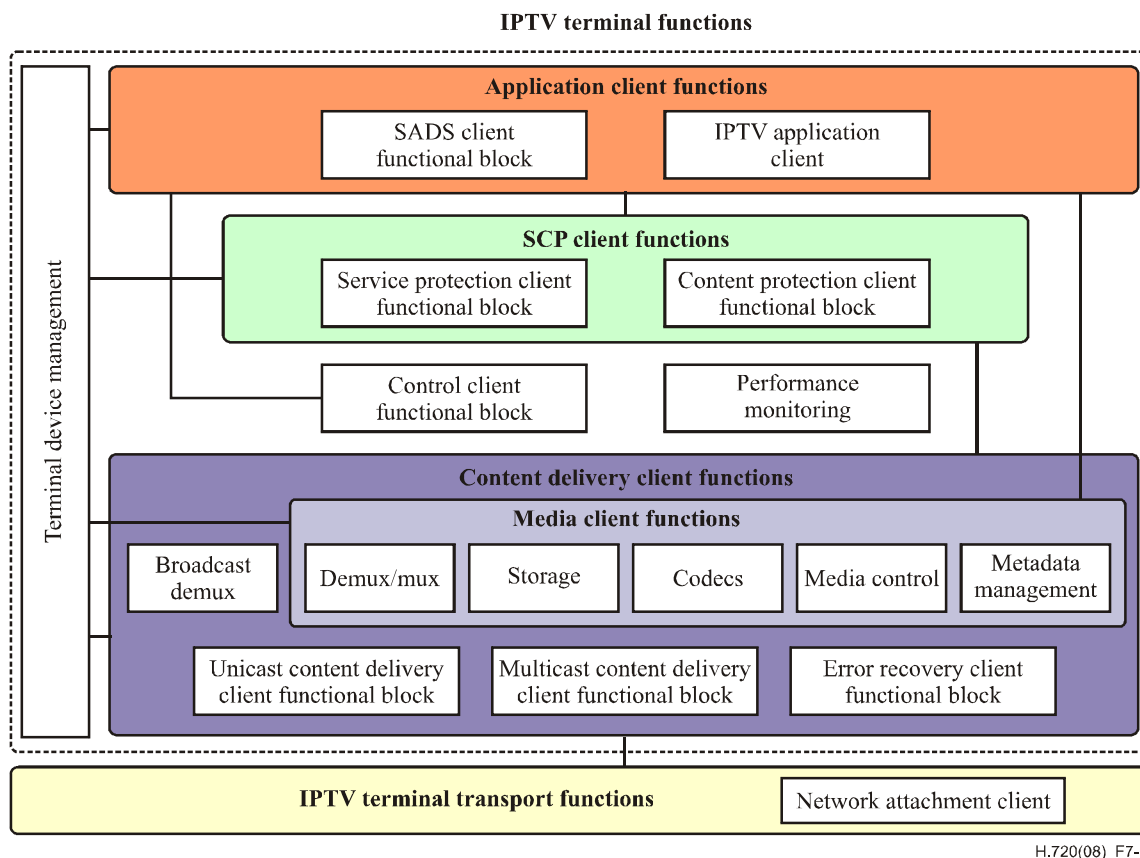 IPTV terminal functions
Terminal device management
Application client functions
SADS client
functional block
IPTV application
client
SCP client functions
Service protection client
functional block
Content protection client
functional block
Control client
functional block
Performance
monitoring
Content delivery client functions
Media client functions
Broadcast
demux
Demux/mux
Storage
Codecs
Media control
Metadata
management
Unicast content delivery
client functional block
Multicast content delivery
client functional block
Error recovery client
functional block
IPTV terminal transport functions
Network attachment client
H.720(08)_F7-